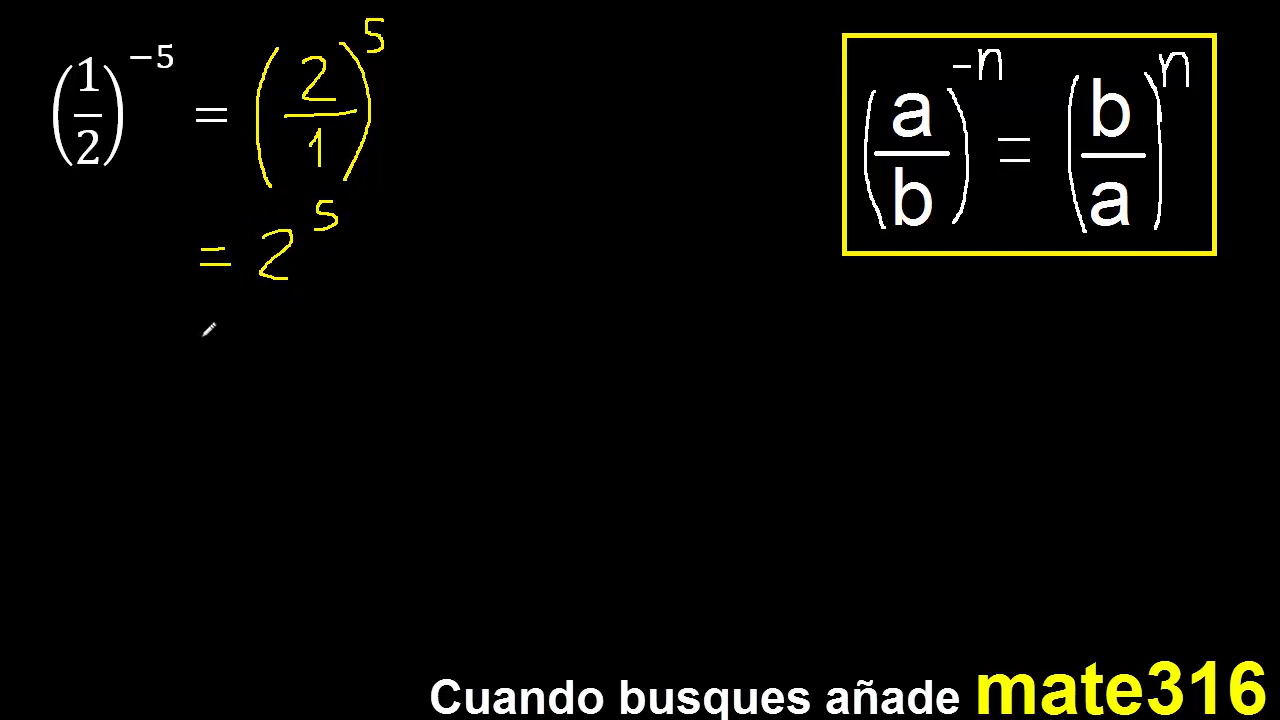 (1/2)^−5 = (2/1)^5
= 2^5
(a/b)^-n = (b/a)^n
Cuando busques añade mate316